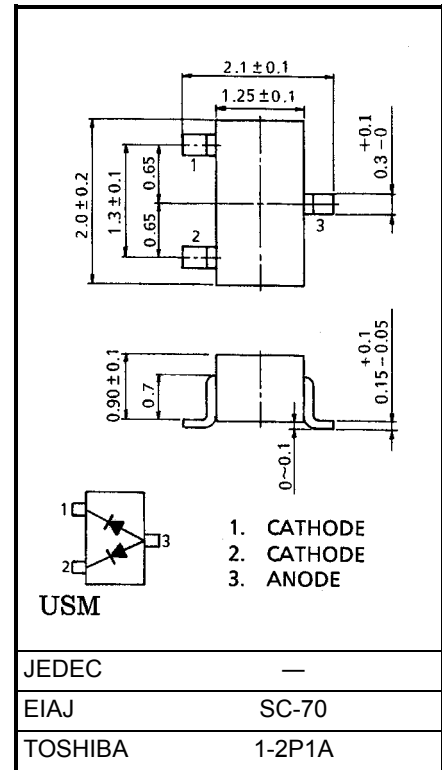 2.1±0.1
1.25±0.1
+0.1
0.3-0
2.0±0.2
1.3±0.1
0.65
0.65
1
2
3
0.90±0.1
0.7
+0.1
0.15-0.05
0~0.1
1
2
3
1. CATHODE
2. CATHODE
3. ANODE
USM
JEDEC —
EIAJ SC-70
TOSHIBA 1-2P1A